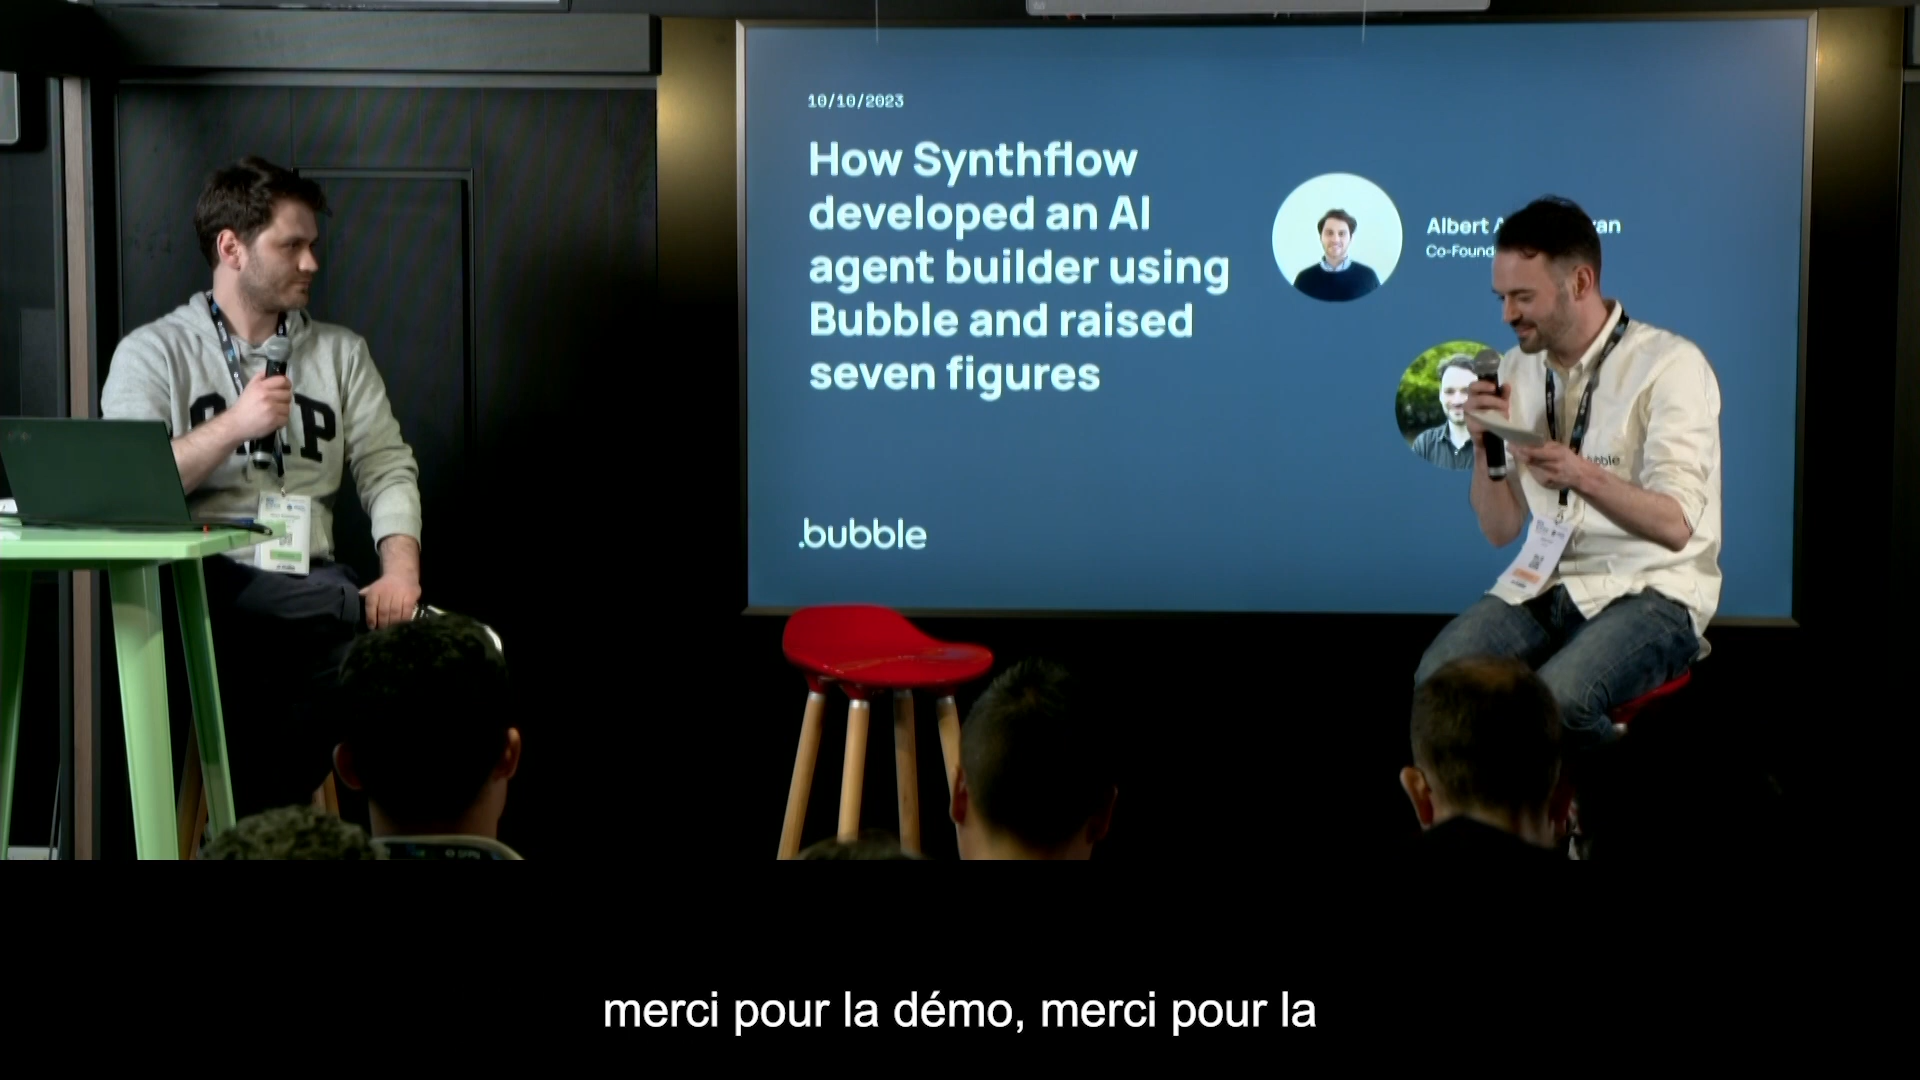 10/10/2023
How Synthflow
developed an AI
agent builder using
Bubble and raised
seven figures
Albert
Co-Found
.bubble
bubble
merci pour la démo, merci pour la